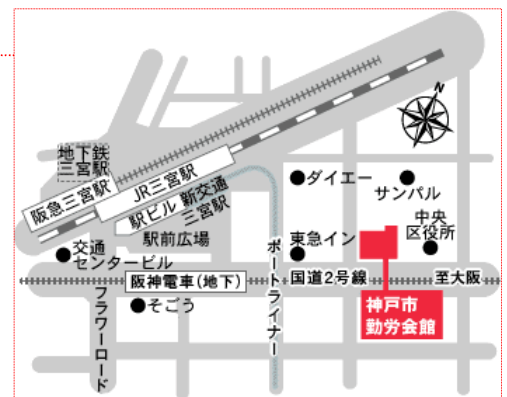 N
地下鉄
三宮駅
阪急三宮駅
JR三宮駅
駅ビル
新交通
三宮駅
駅前広場
ダイエー
サンパル
中央
区役所
東急イン
交通
センタービル
阪神電車(地下)
国道2号線
至大阪
そごう
フラワーロード
ポートライナー
神戸市
勤労会館